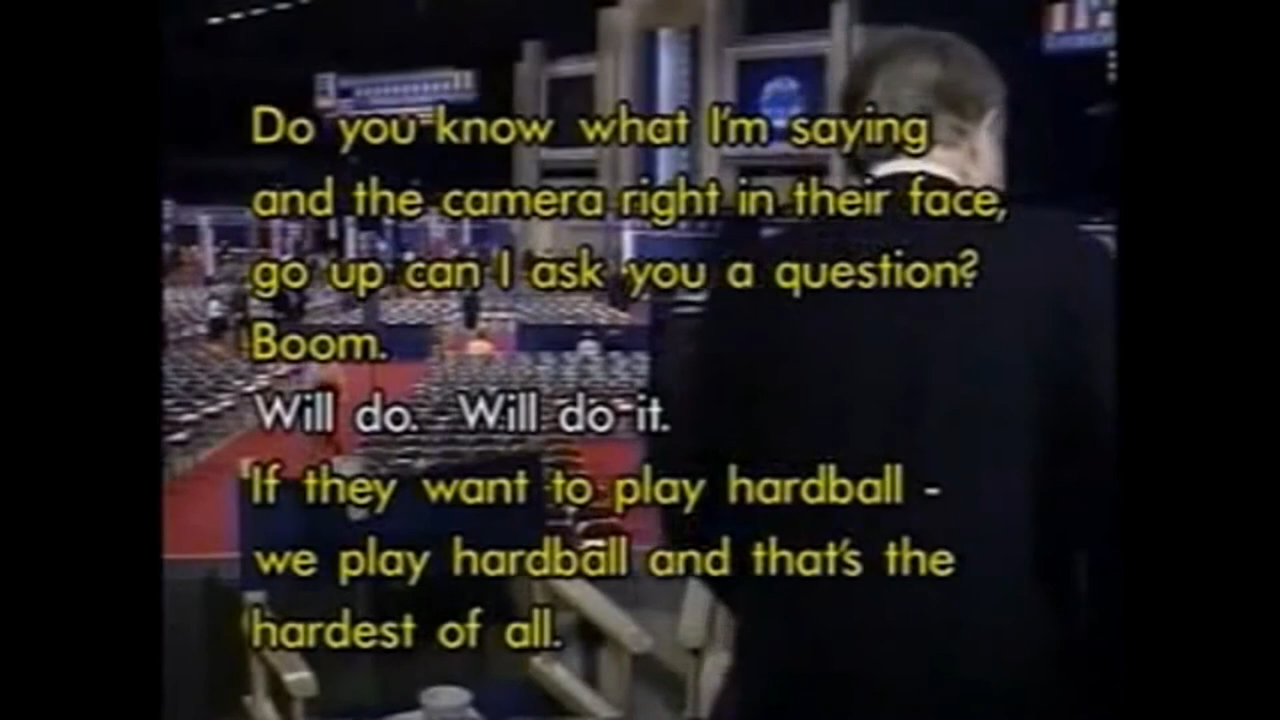 Do you know what I'm saying
and the camera right in their face,
go up can I ask you a question?
Boom.
Will do. Will do it.
If they want to play hardball -
we play hardball and that's the
hardest of all.